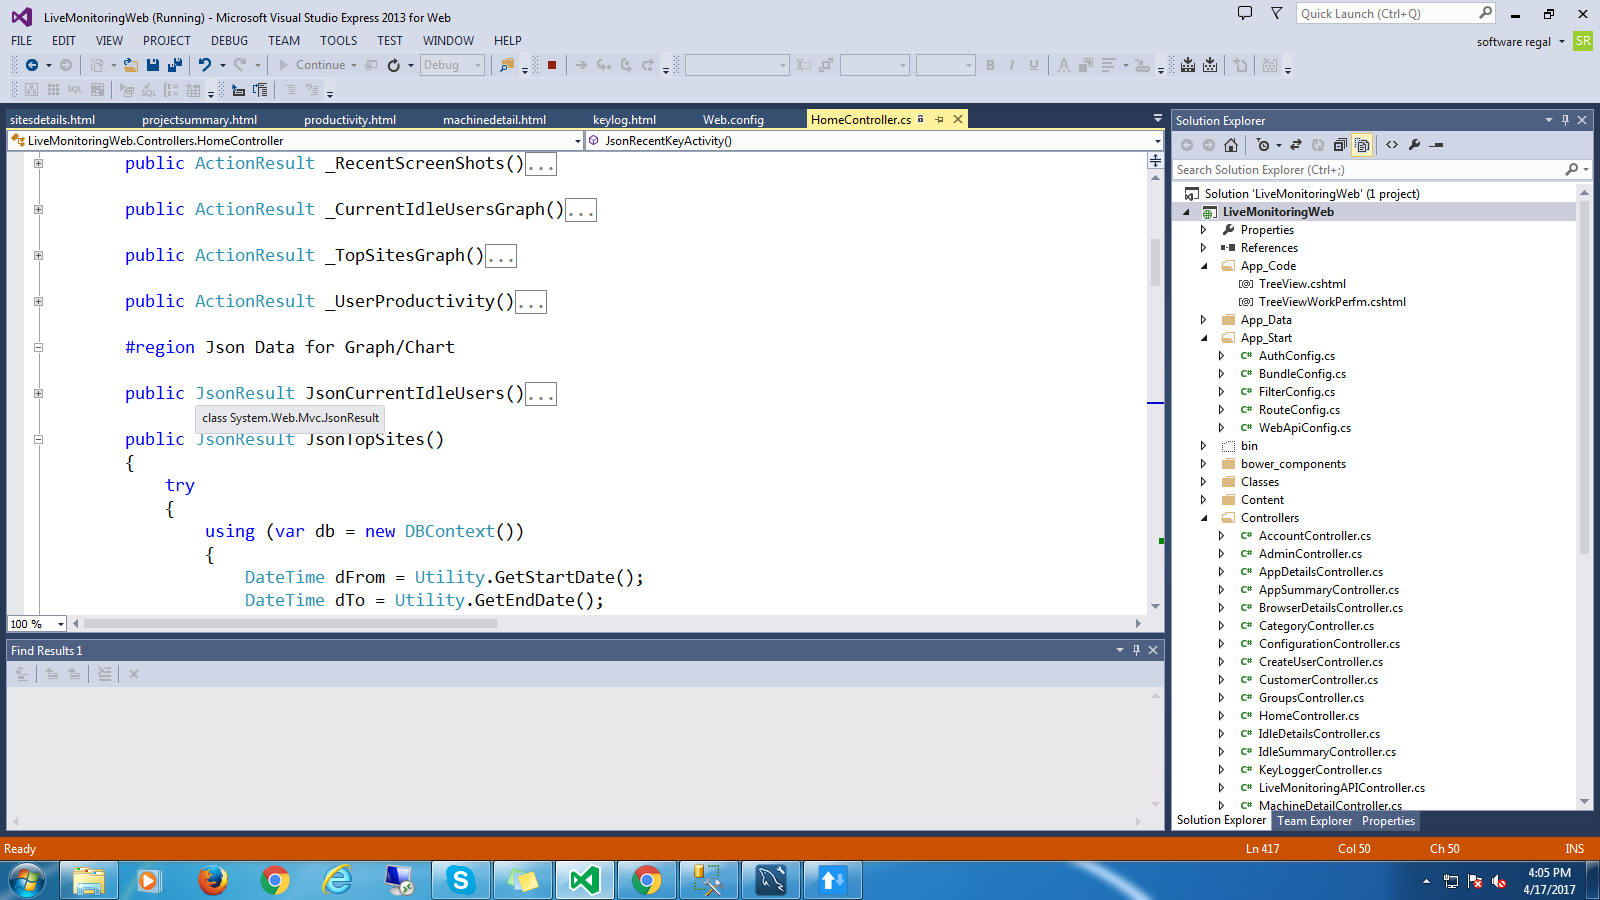 LiveMonitoringWeb (Running) - Microsoft Visual Studio Express 2013 for Web
Quick Launch (Ctrl+Q)
FILE EDIT VIEW PROJECT DEBUG TEAM TOOLS TEST WINDOW HELP
software regal SR
Continue Debug
B I U A
SQL SQL
sitesdetails.html projectsummary.html productivity.html machinedetail.html keylog.html Web.config HomeController.cs
LiveMonitoringWeb.Controllers.HomeController JsonRecentKeyActivity()
public ActionResult _RecentScreenShots()...
public ActionResult _CurrentIdleUsersGraph()...
public ActionResult _TopSitesGraph()...
public ActionResult _UserProductivity()...
#region Json Data for Graph/Chart
public JsonResult JsonCurrentIdleUsers()...
class System.Web.Mvc.JsonResult
public JsonResult JsonTopSites()
{
try
{
using (var db = new DBContext())
{
DateTime dFrom = Utility.GetStartDate();
DateTime dTo = Utility.GetEndDate();
100 %
Find Results 1
Solution Explorer
Search Solution Explorer (Ctrl+;)
Solution 'LiveMonitoringWeb' (1 project)
LiveMonitoringWeb
Properties
References
App_Code
TreeView.cshtml
TreeViewWorkPerfm.cshtml
App_Data
App_Start
C# AuthConfig.cs
C# BundleConfig.cs
C# FilterConfig.cs
C# RouteConfig.cs
C# WebApiConfig.cs
bin
bower_components
Classes
Content
Controllers
C# AccountController.cs
C# AdminController.cs
C# AppDetailsController.cs
C# AppSummaryController.cs
C# BrowserDetailsController.cs
C# CategoryController.cs
C# ConfigurationController.cs
C# CreateUserController.cs
C# CustomerController.cs
C# GroupsController.cs
C# HomeController.cs
C# IdleDetailsController.cs
C# IdleSummaryController.cs
C# KeyLoggerController.cs
C# LiveMonitoringAPIController.cs
C# MachineDetailController.cs
Solution Explorer Team Explorer Properties
Ready Ln 417 Col 50 Ch 50 INS
4:05 PM
4/17/2017